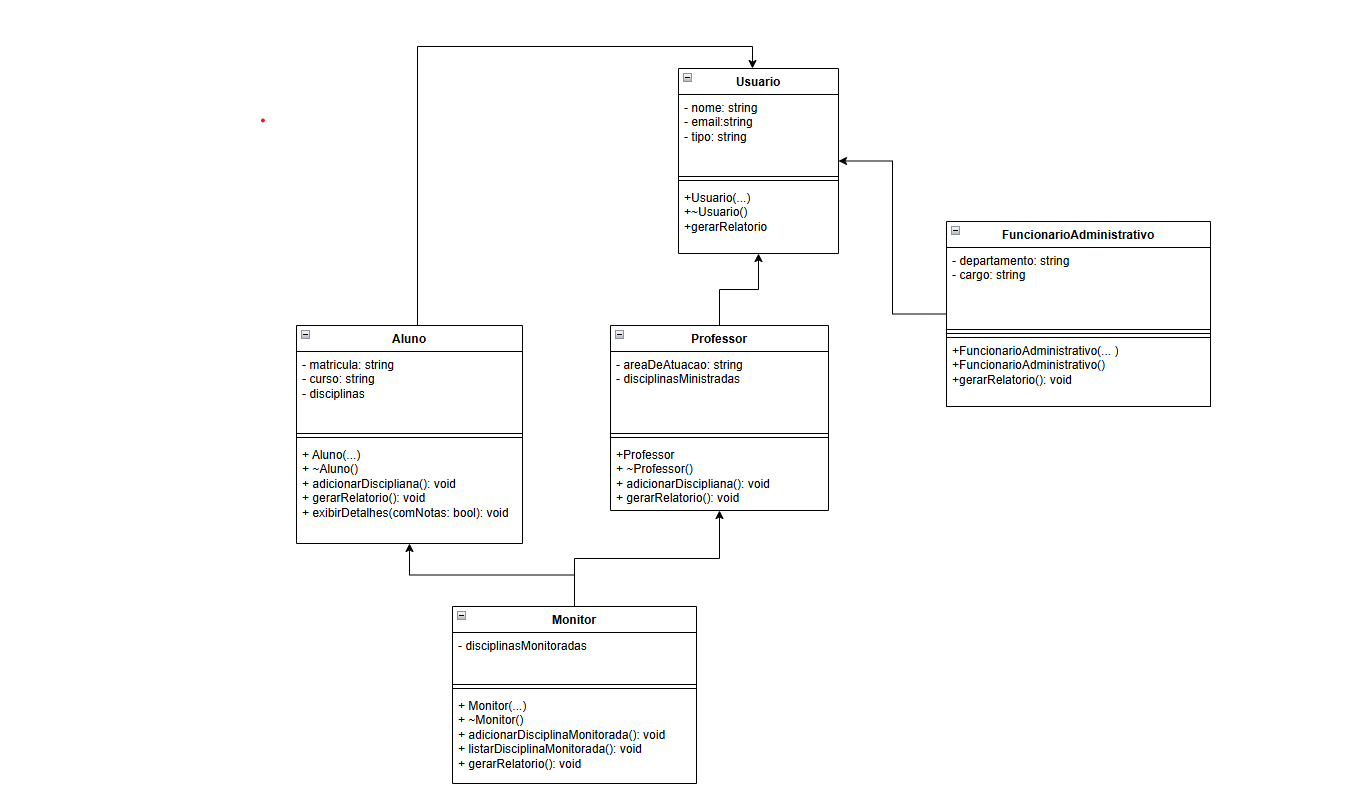 Usuario
- nome: string
- email:string
- tipo: string
+Usuario(...)
+~Usuario()
+gerarRelatorio
FuncionarioAdministrativo
- departamento: string
- cargo: string
+FuncionarioAdministrativo(... )
+FuncionarioAdministrativo()
+gerarRelatorio(): void
Aluno
- matricula: string
- curso: string
- disciplinas
+ Aluno(...)
+ ~Aluno()
+ adicionarDiscipliana(): void
+ gerarRelatorio(): void
+ exibirDetalhes(comNotas: bool): void
Professor
- areaDeAtuacao: string
- disciplinasMinistradas
+Professor
+ ~Professor()
+ adicionarDiscipliana(): void
+ gerarRelatorio(): void
Monitor
- disciplinasMonitoradas
+ Monitor(...)
+ ~Monitor()
+ adicionarDisciplinaMonitorada(): void
+ listarDisciplinaMonitorada(): void
+ gerarRelatorio(): void